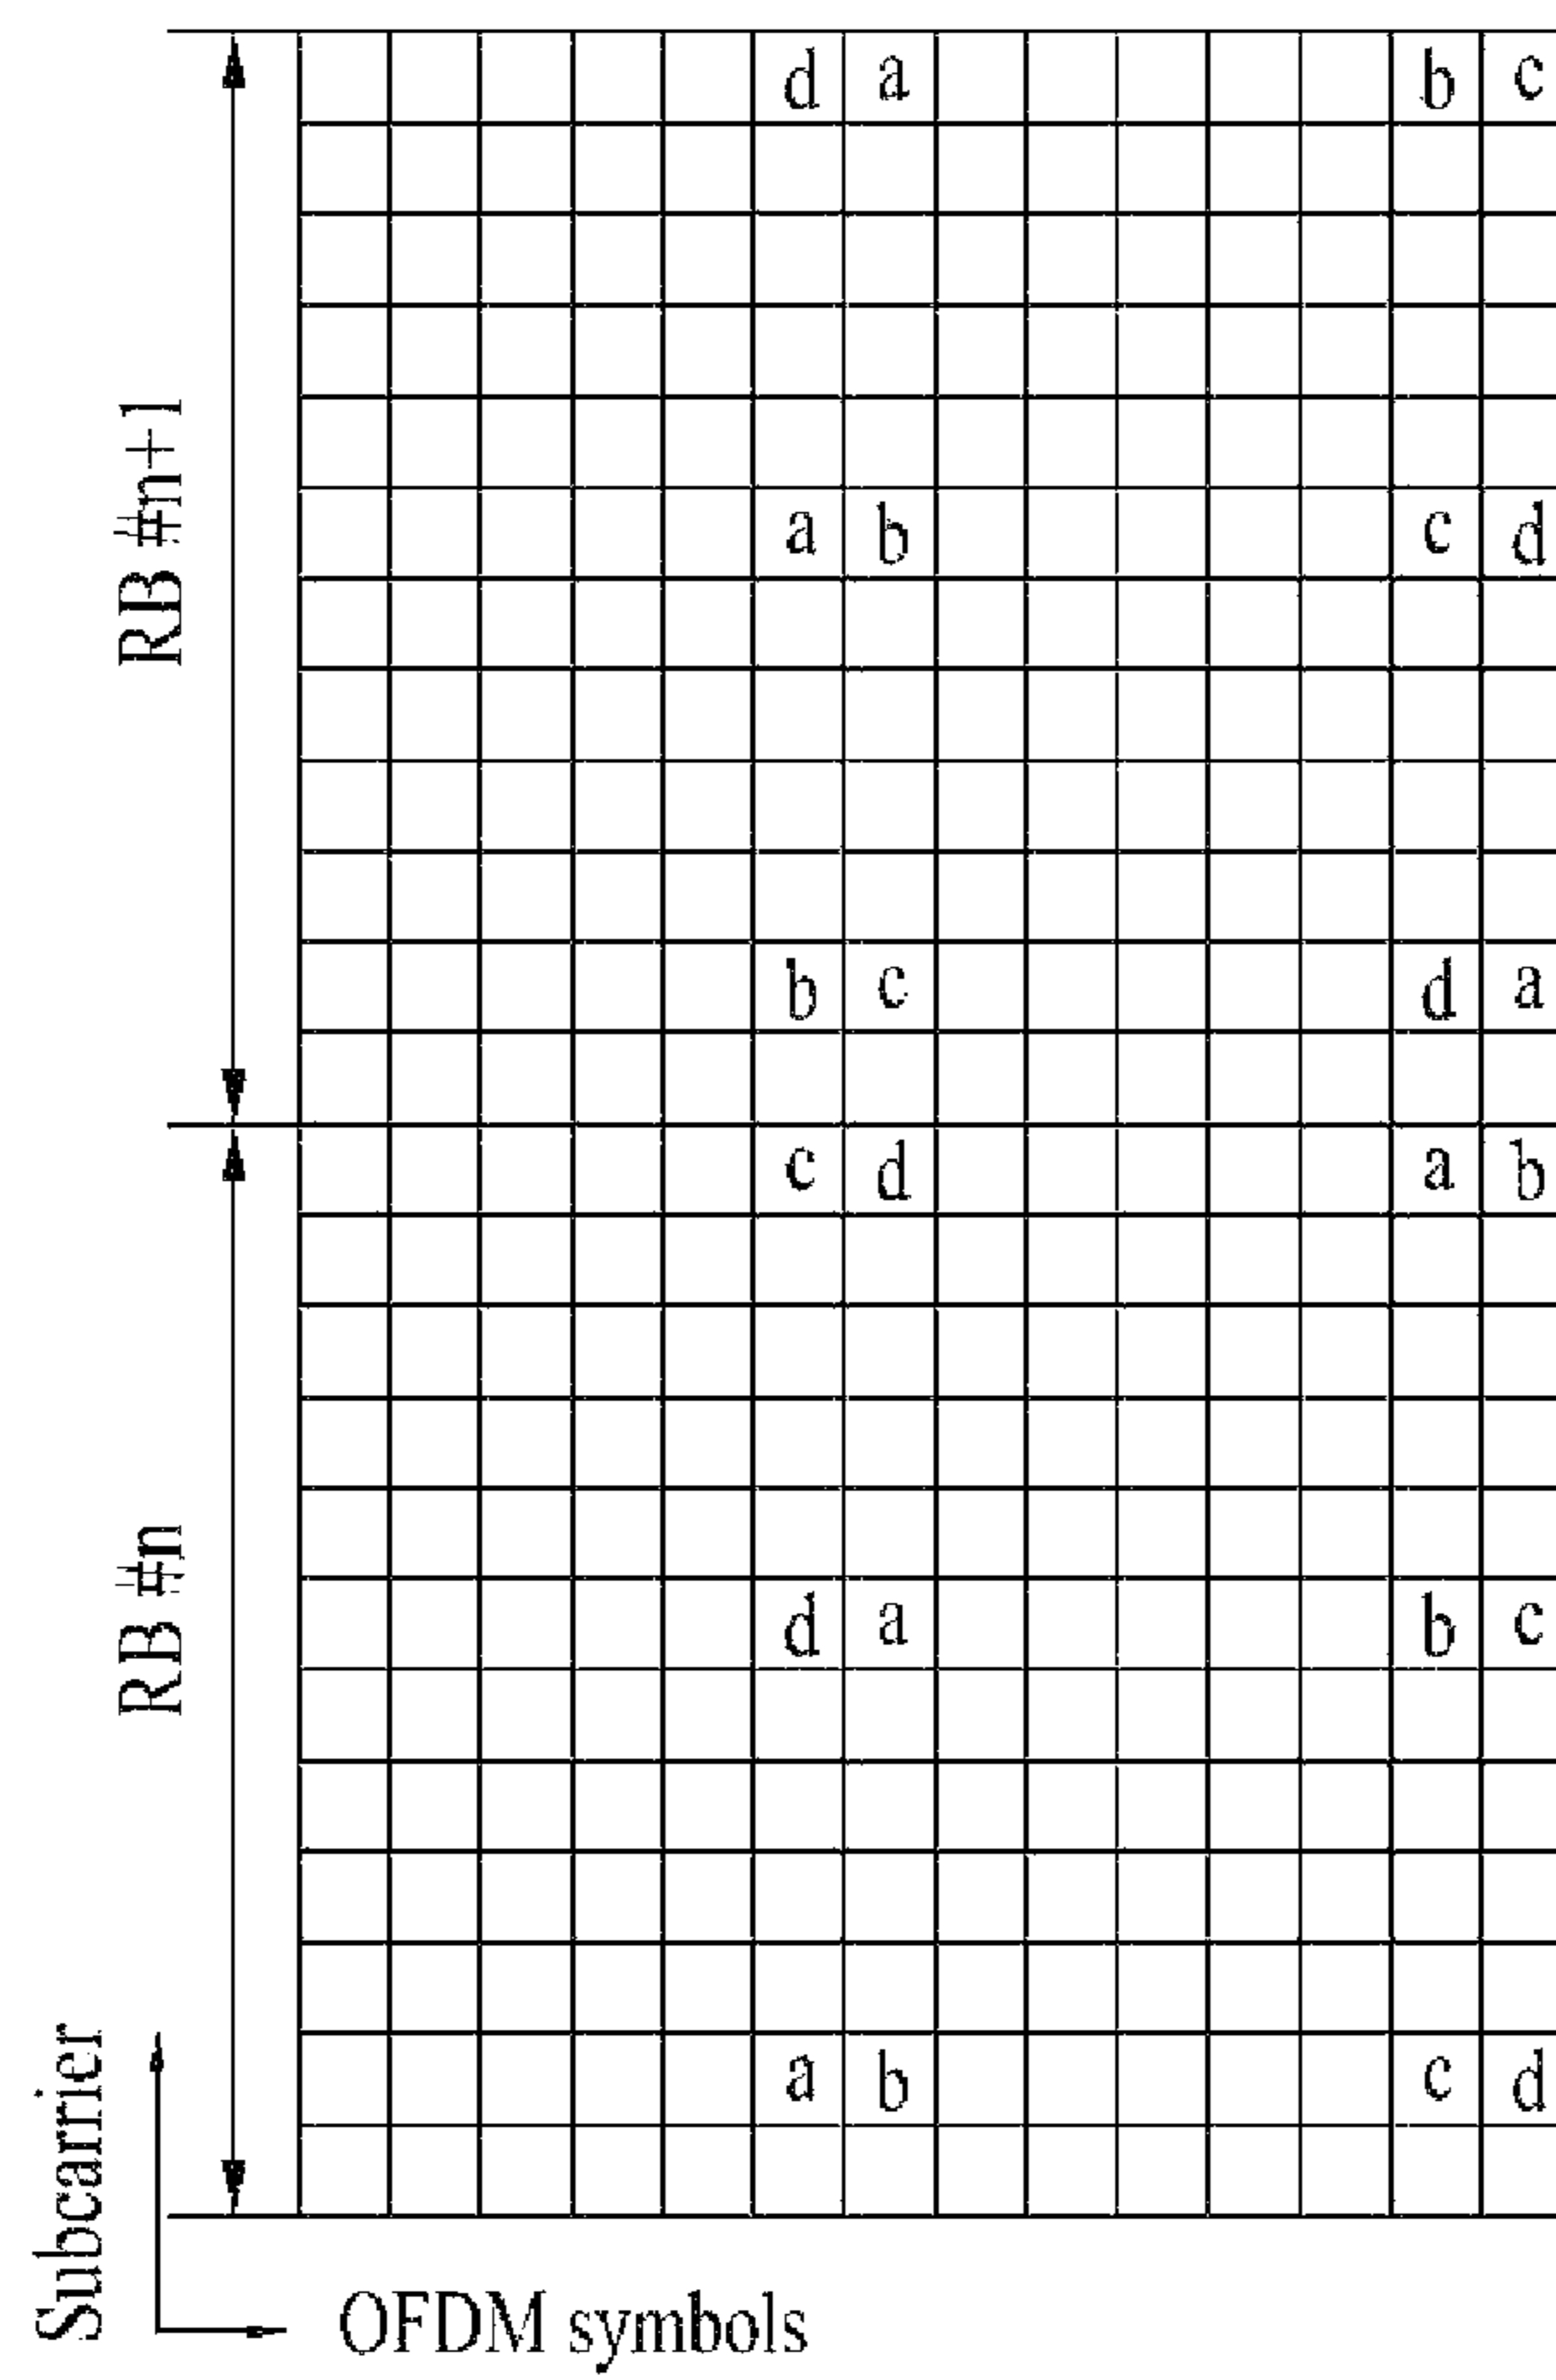 d a b c
RB #n+1
a b c d
b c d a
c d a b
RB #n
d a b c
a b c d
Subcarrier
OFDM symbols